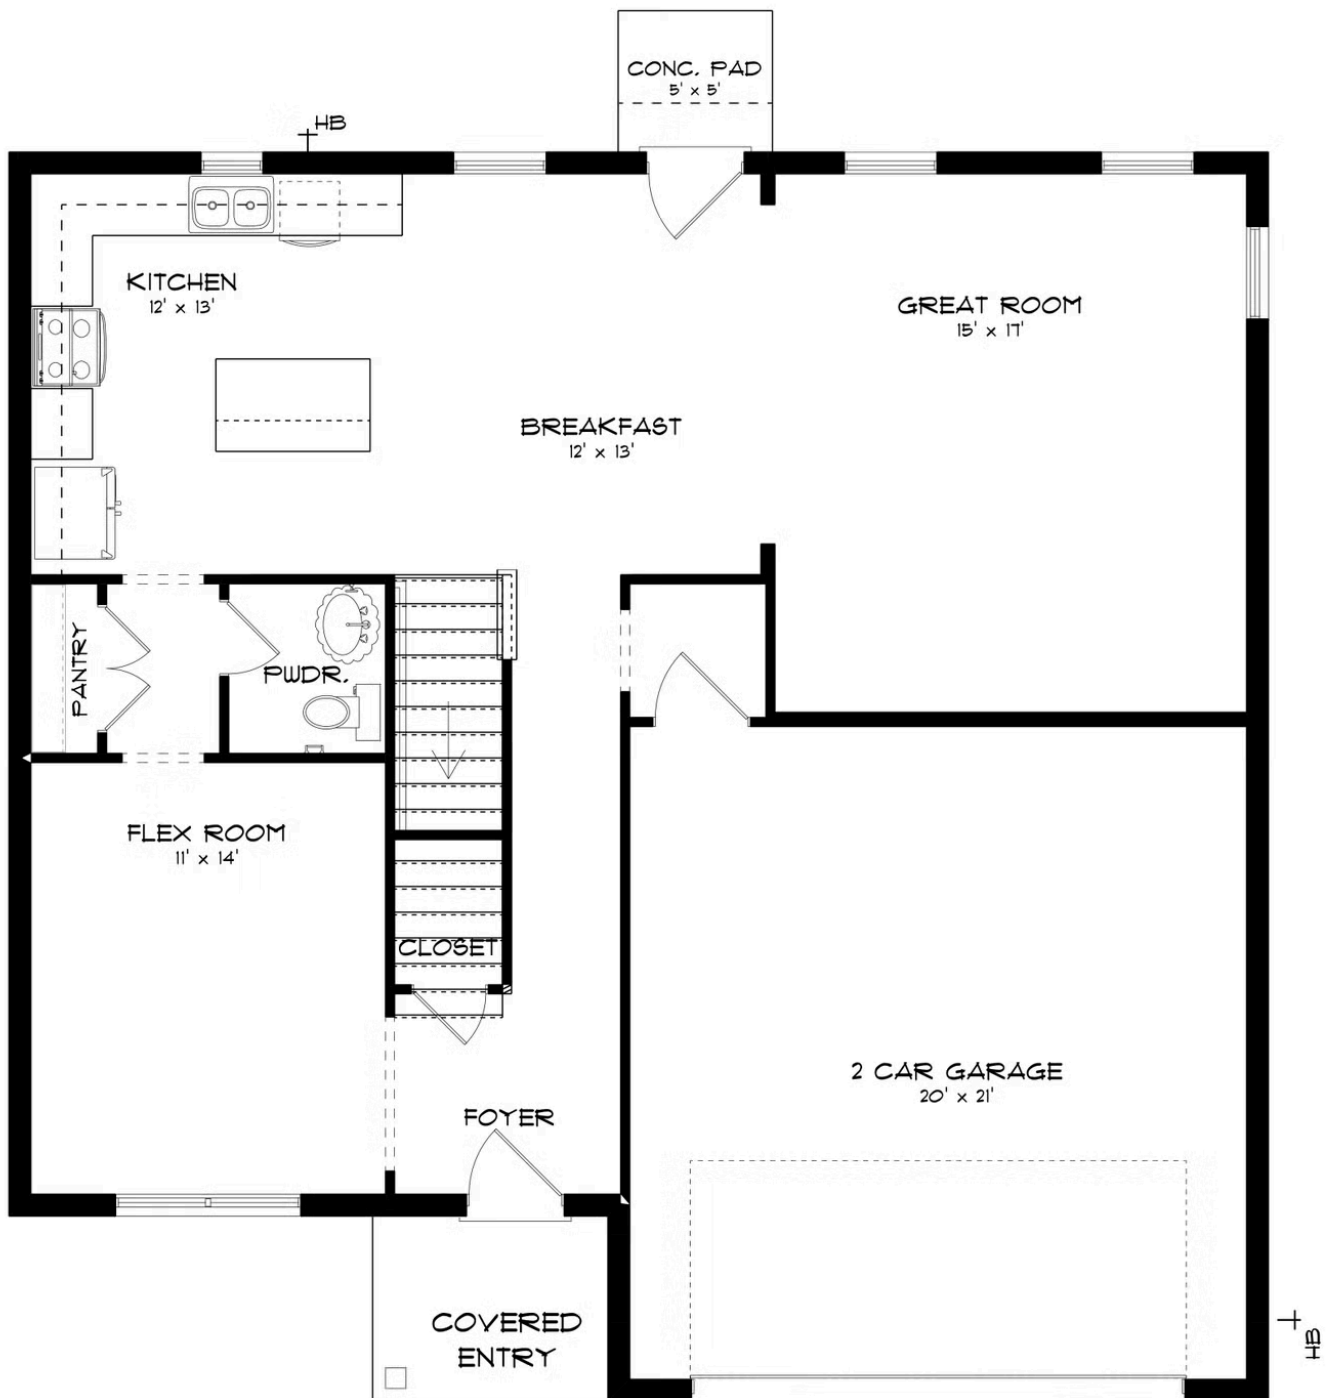 CONC. PAD
5' x 5'
HB
KITCHEN
12' x 13'
GREAT ROOM
15' x 17'
BREAKFAST
12' x 13'
PANTRY
PWDR.
FLEX ROOM
11' x 14'
CLOSET
2 CAR GARAGE
20' x 21'
FOYER
COVERED
ENTRY
HB